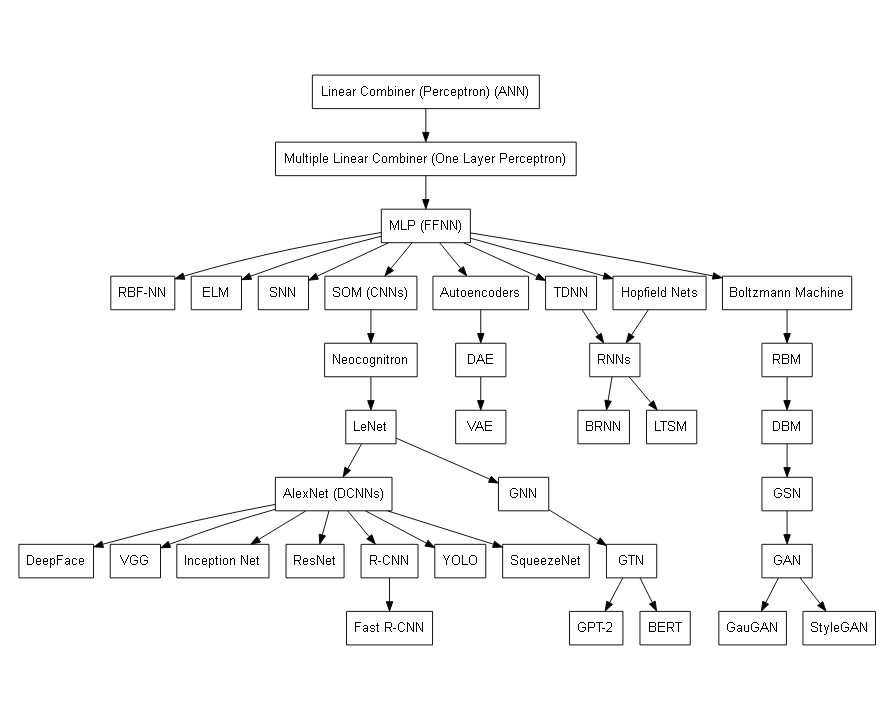 Linear Combiner (Perceptron) (ANN)
Multiple Linear Combiner (One Layer Perceptron)
MLP (FFNN)
RBF-NN
ELM
SNN
SOM (CNNs)
Autoencoders
TDNN
Hopfield Nets
Boltzmann Machine
Neocognitron
DAE
RNNs
RBM
LeNet
VAE
BRNN
LTSM
DBM
AlexNet (DCNNs)
GNN
GSN
DeepFace
VGG
Inception Net
ResNet
R-CNN
YOLO
SqueezeNet
GTN
GAN
Fast R-CNN
GPT-2
BERT
GauGAN
StyleGAN